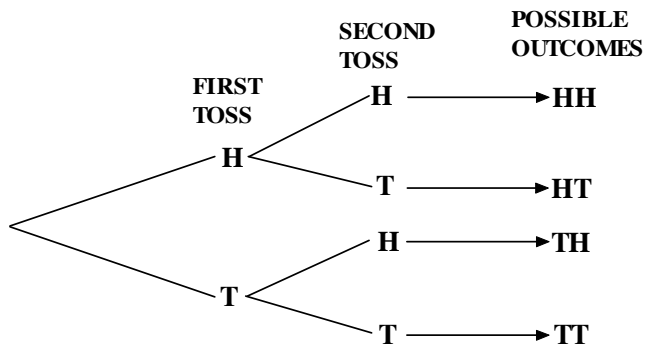 FIRST
TOSS
SECOND
TOSS
POSSIBLE
OUTCOMES
H
H
HH
T
HT
T
H
TH
T
TT